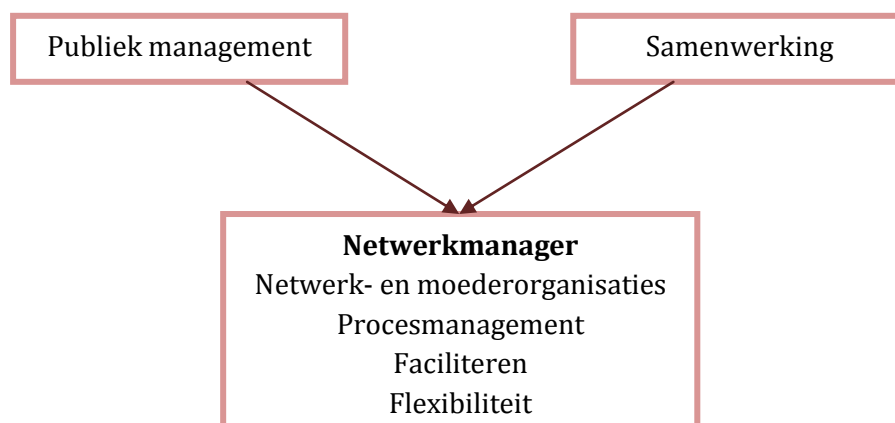 Publiek management
Samenwerking
Netwerkmanager
Netwerk- en moederorganisaties
Procesmanagement
Faciliteren
Flexibiliteit